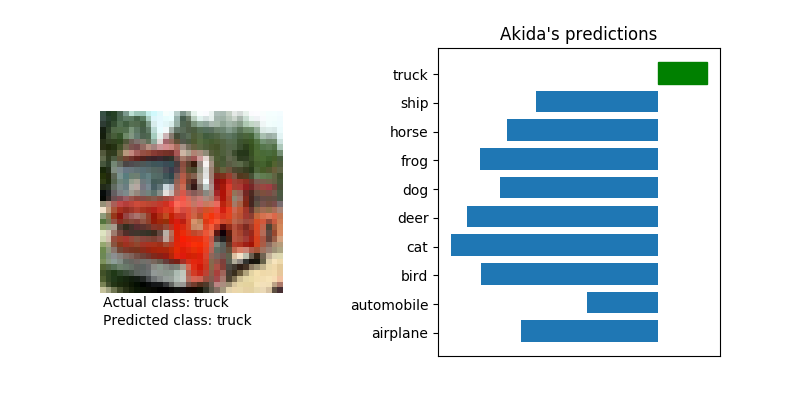 Akida's predictions
truck
ship
horse
frog
dog
deer
cat
bird
automobile
airplane
Actual class: truck
Predicted class: truck